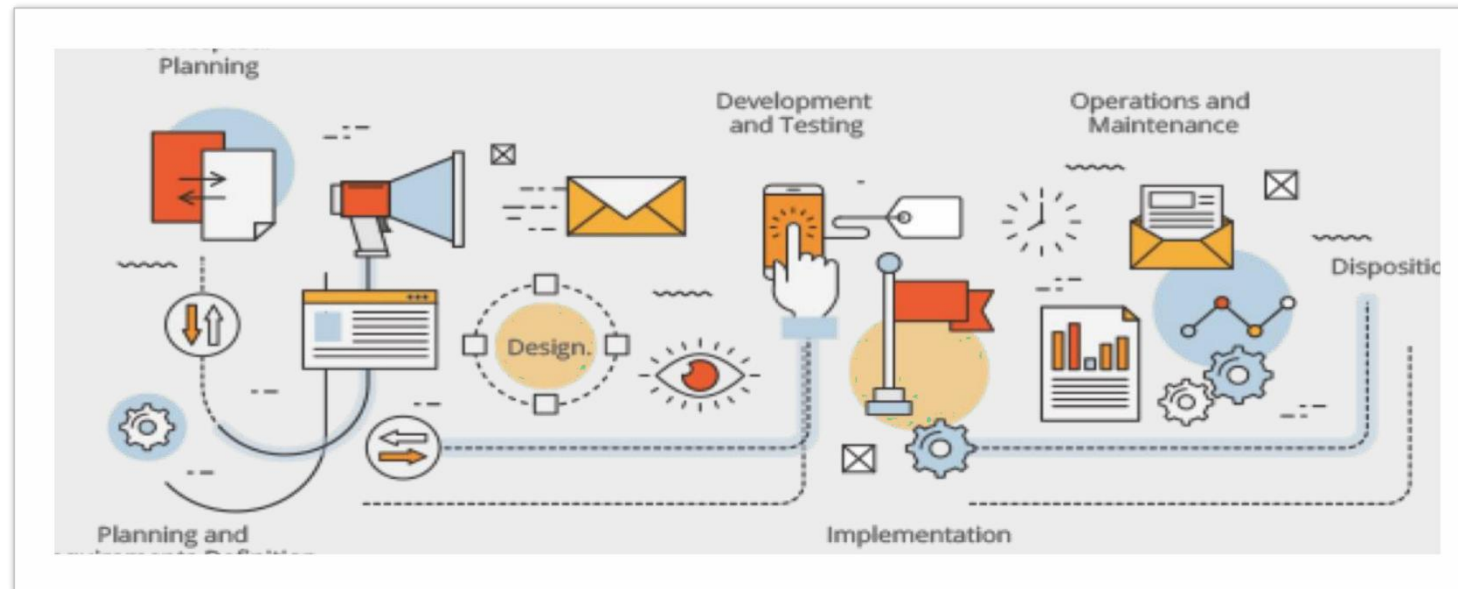 Planning
Development
and Testing
Operations and
Maintenance
Design.
Planning and
Implementation